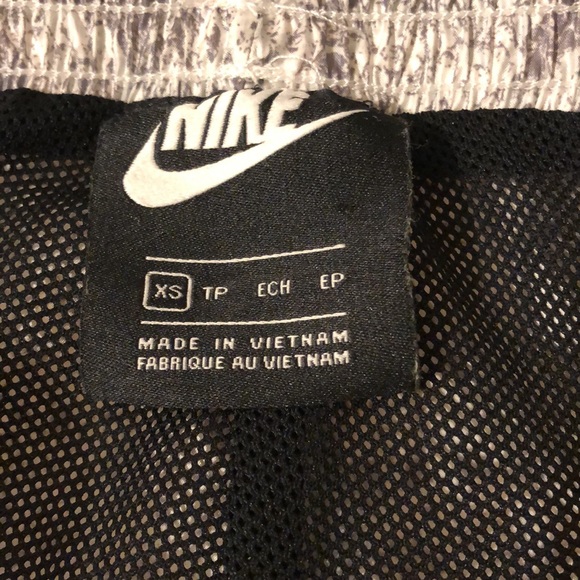 NIKE
XS TP ECH EP
MADE IN VIETNAM
FABRIQUE AU VIETNAM